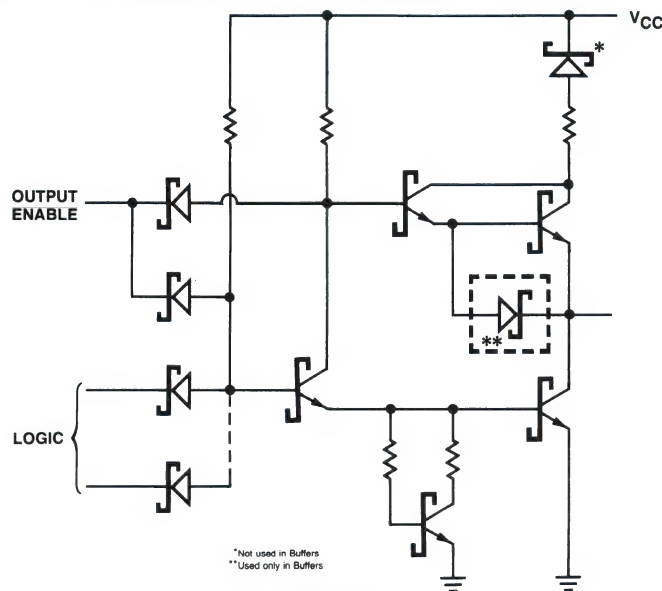 VCC
*
OUTPUT
ENABLE
**
LOGIC
*Not used in Buffers
**Used only in Buffers